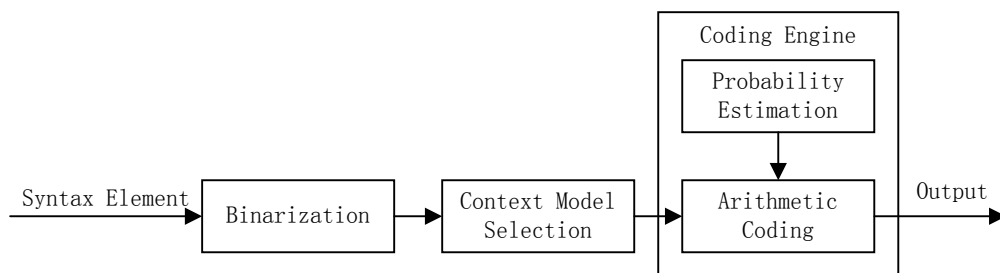 Coding Engine
Probability
Estimation
Syntax Element
Binarization
Context Model
Selection
Arithmetic
Coding
Output